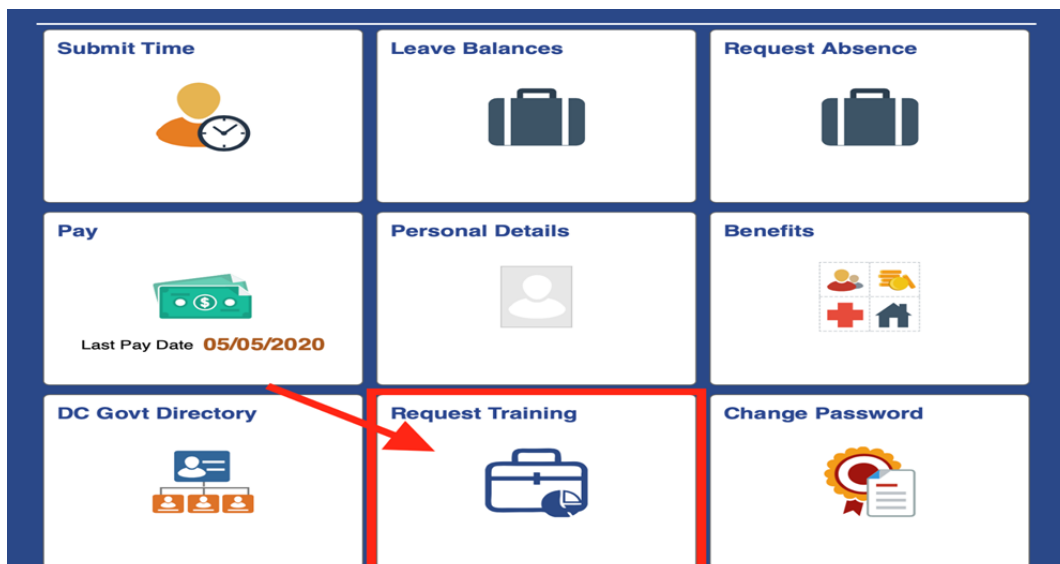 Submit Time
Leave Balances
Request Absence
Pay
Personal Details
Benefits
$
Last Pay Date 05/05/2020
DC Govt Directory
Request Training
Change Password